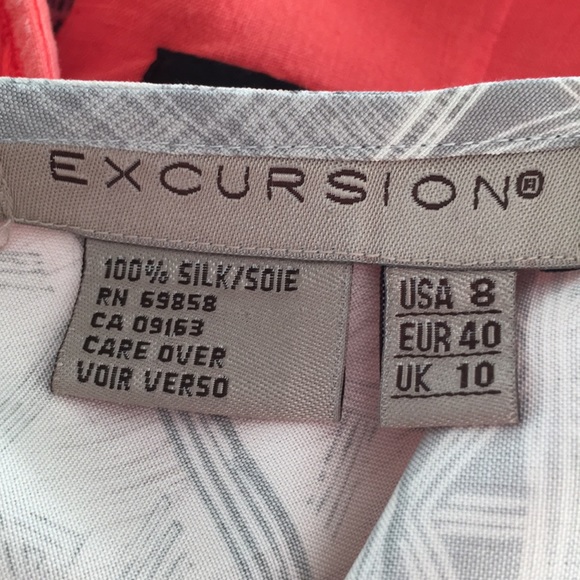 EXCURSION®
100% SILK/SOIE
RN 69858
CA 09163
CARE OVER
VOIR VERSO
USA 8
EUR 40
UK 10